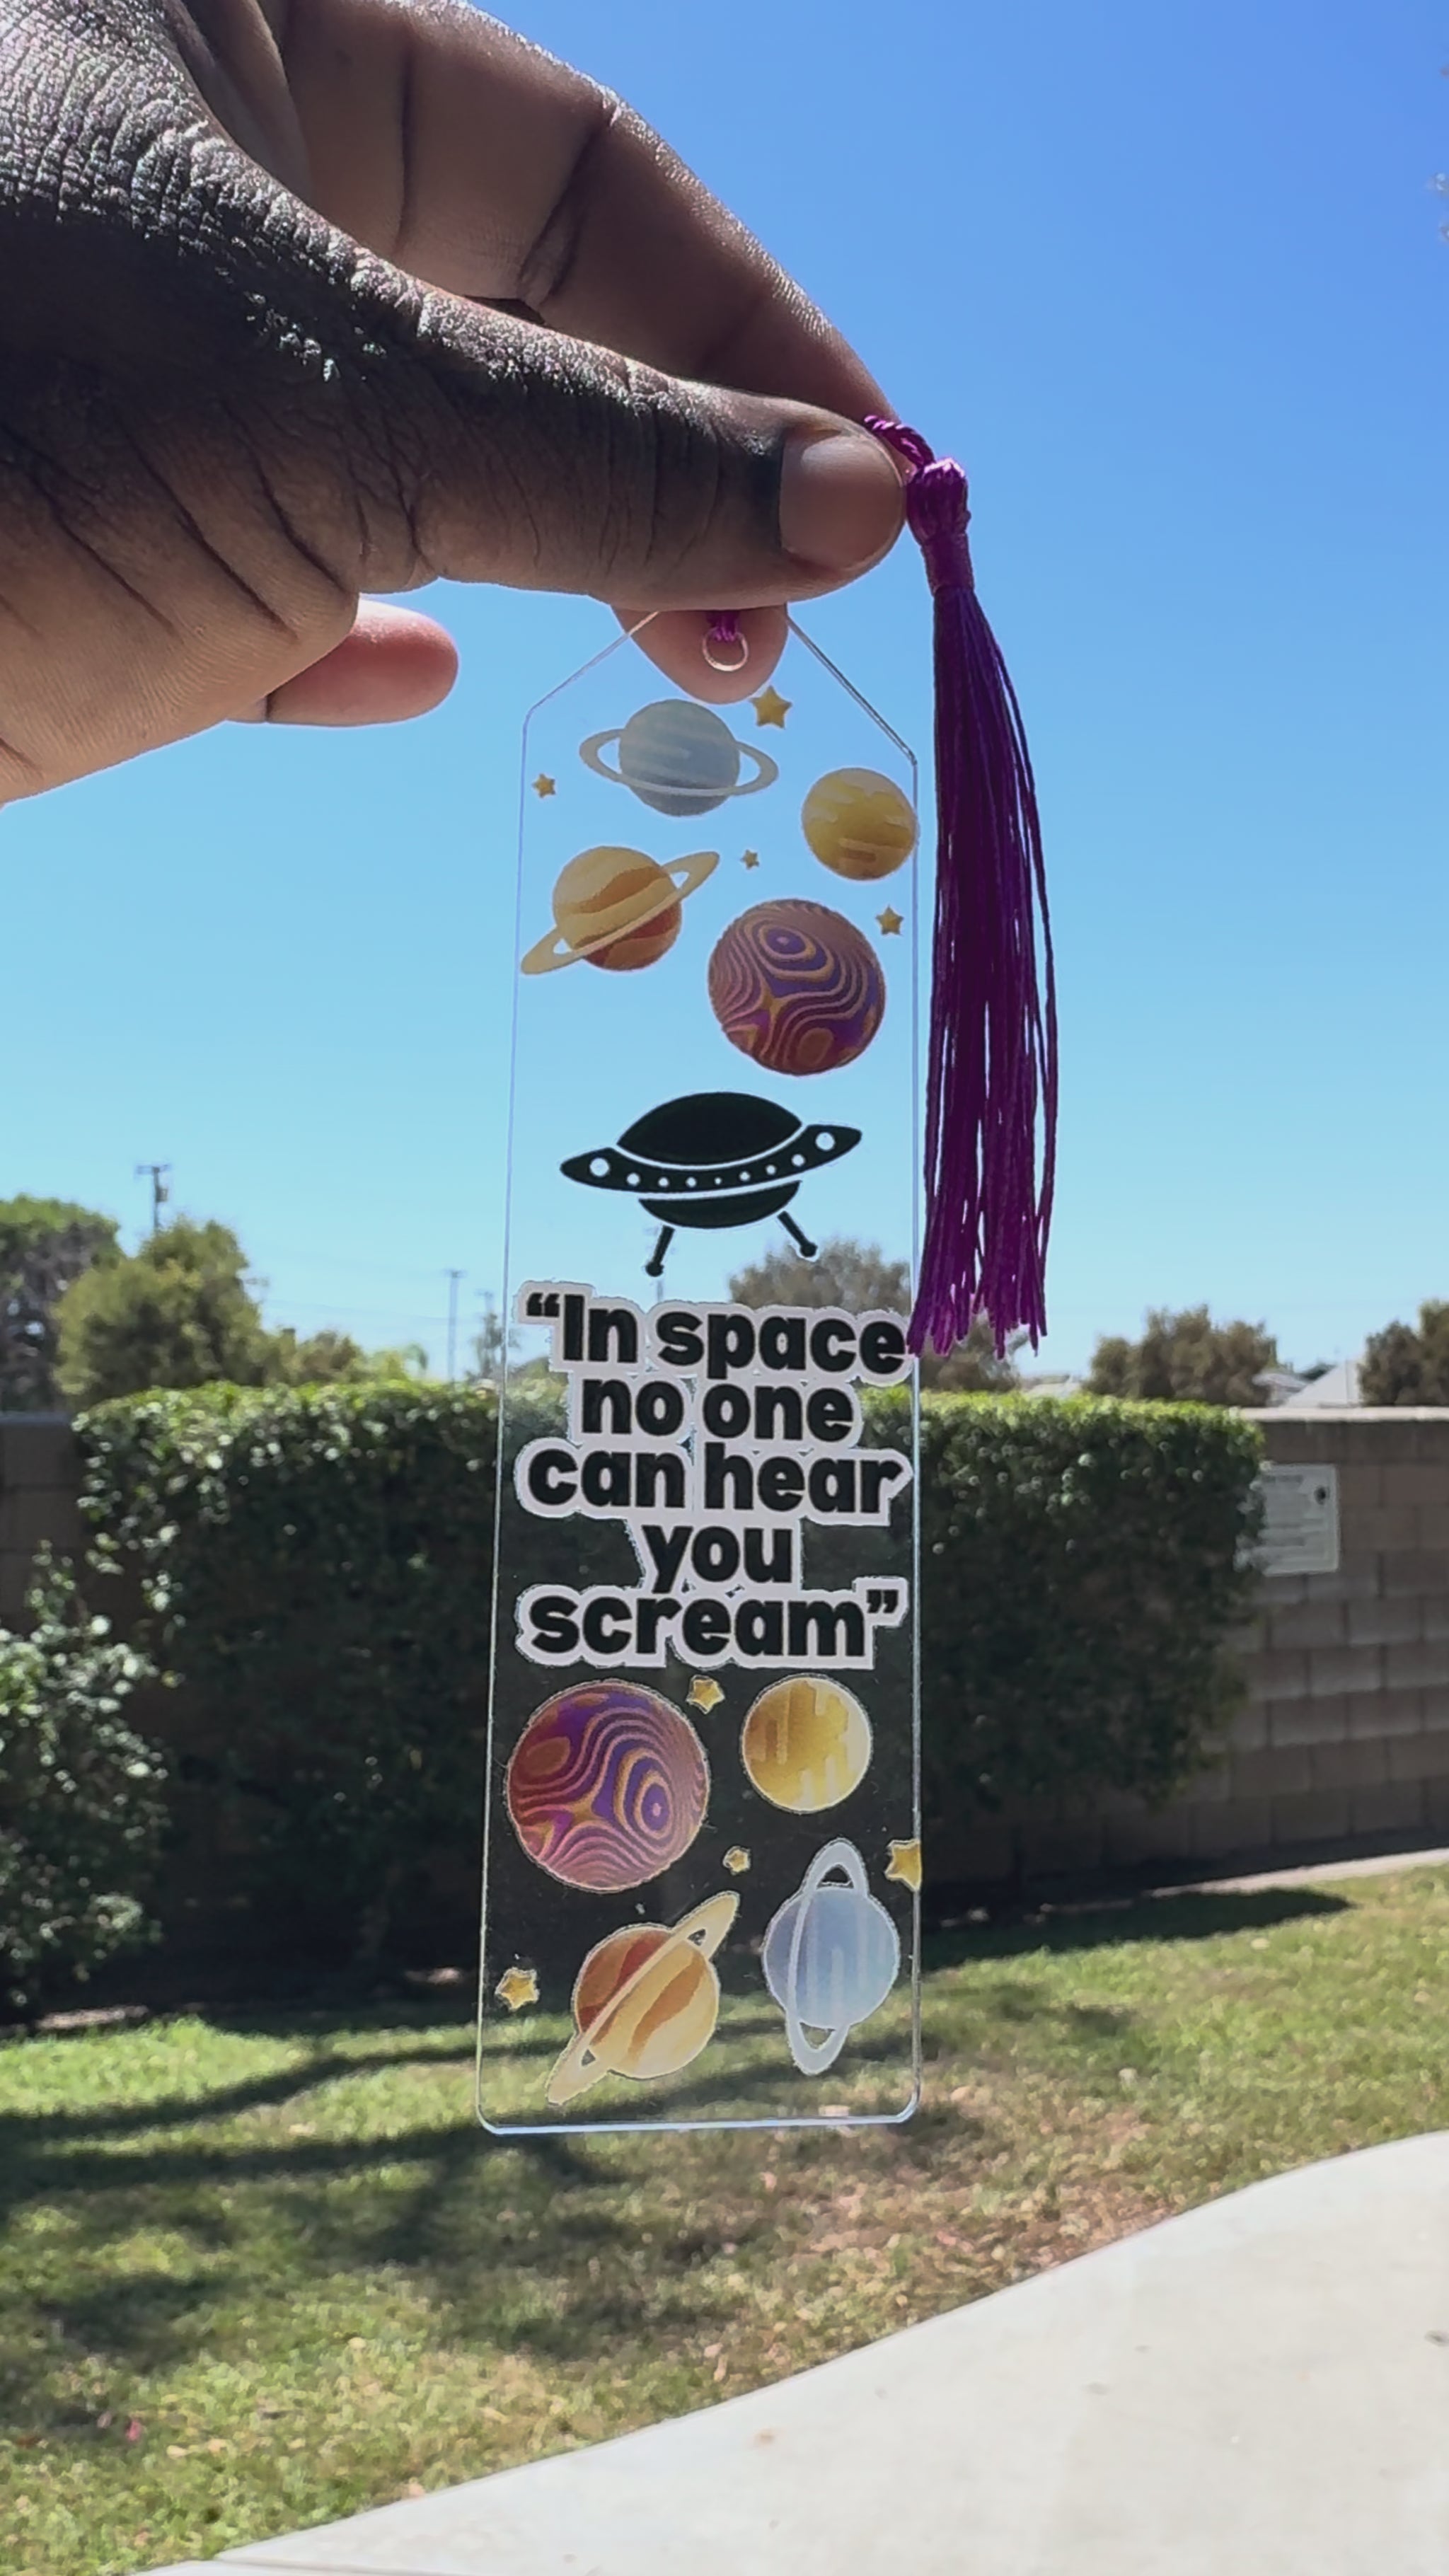 “In space
no one
can hear
you
scream”